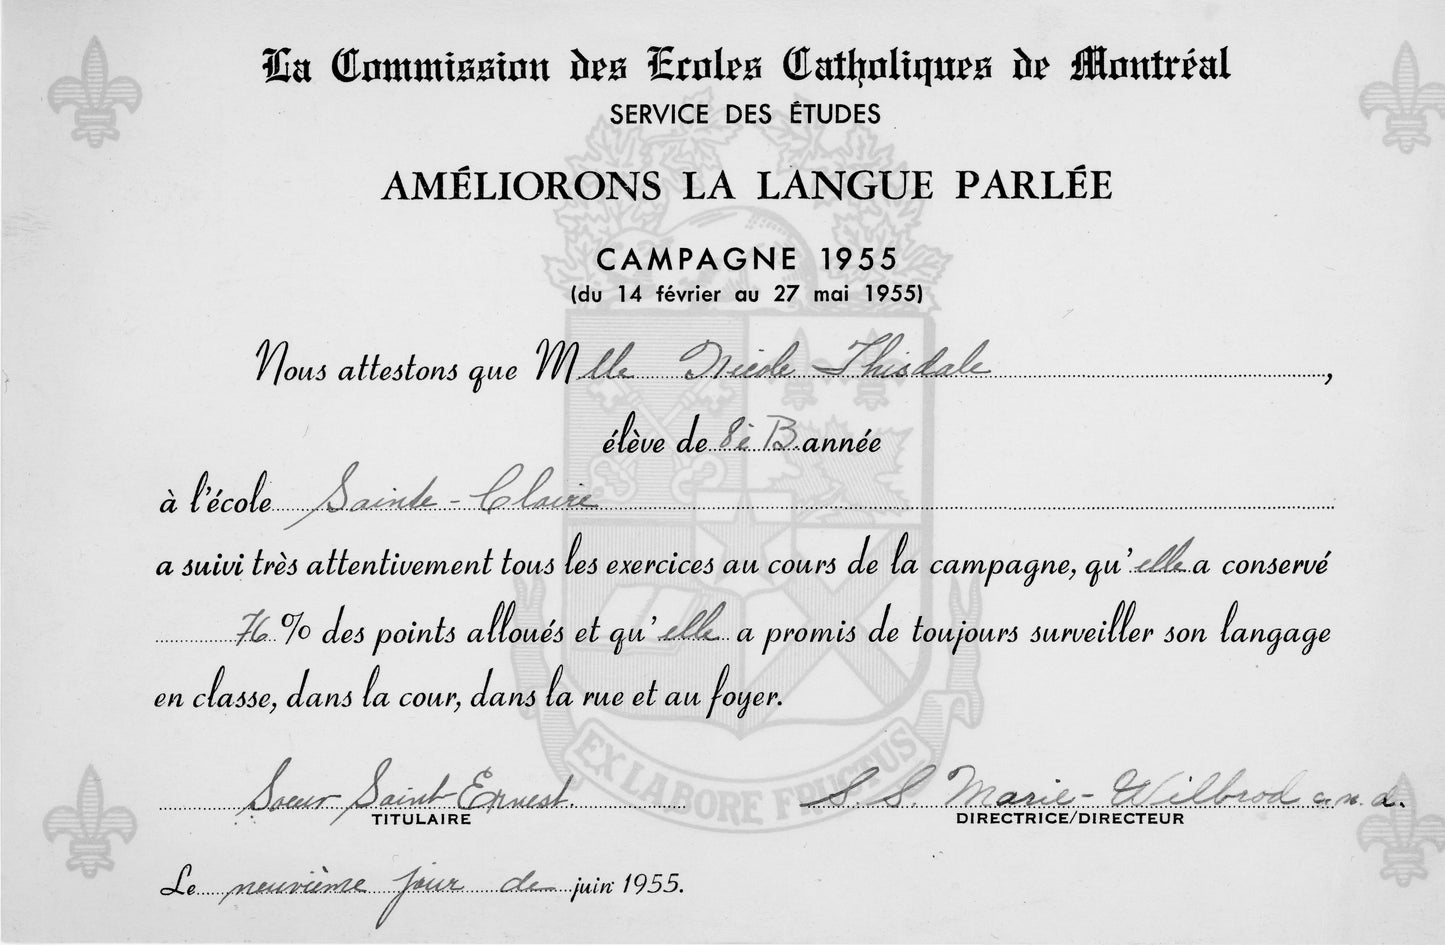 La Commission des Ecoles Catholiques de Montréal
SERVICE DES ÉTUDES
AMÉLIORONS LA LANGUE PARLÉE
CAMPAGNE 1955
(du 14 février au 27 mai 1955)
Nous attestons que Mlle Nicole Thisdale,
élève de 8è B année
à l'école Sainte-Claire
a suivi très attentivement tous les exercices au cours de la campagne, qu'elle a conservé
76 % des points alloués et qu'elle a promis de toujours surveiller son langage
en classe, dans la cour, dans la rue et au foyer.
EX LABORE FRUCTUS
Soeur Saint-Ernest S. S. Marie-Wilbrod c.n.d.
TITULAIRE DIRECTRICE/DIRECTEUR
Le neuvième jour de juin 1955.